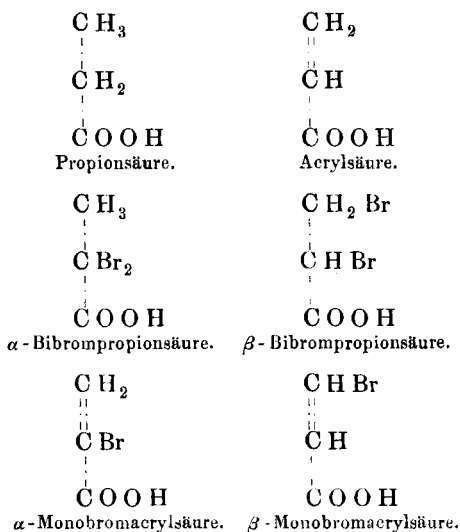 CH₃ CH₂
CH₂ CH
COOH COOH
Propionsäure. Acrylsäure.
CH₃ CH₂Br
CBr₂ CHBr
COOH COOH
α-Bibrompropionsäure. β-Bibrompropionsäure.
CH₂ CHBr
CBr CH
COOH COOH
α-Monobromacrylsäure. β-Monobromacrylsäure.